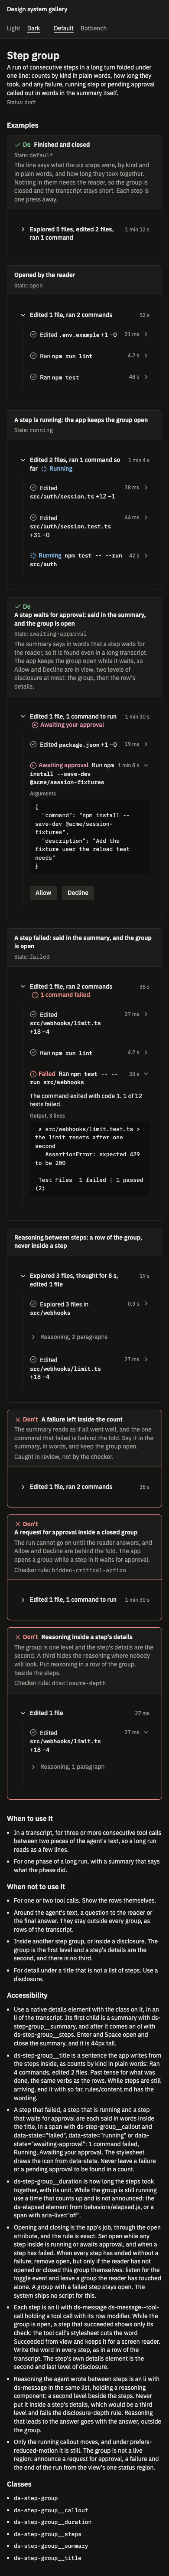 Design system gallery
Light Dark Default Botbench
Step group
A run of consecutive steps in a long turn folded under
one line: counts by kind in plain words, how long they
took, and any failure, running step or pending approval
called out in words in the summary itself.
Status: draft
Examples
Do Finished and closed
State: default
The line says what the six steps were, by kind and
in plain words, and how long they took together.
Nothing in them needs the reader, so the group is
closed and the transcript stays short. Each step is
one press away.
Explored 5 files, edited 2 files,
ran 1 command
1 min 12 s
Opened by the reader
State: open
Edited 1 file, ran 2 commands 52 s
Edited .env.example +1 −0 21 ms
Ran npm run lint 4.2 s
Ran npm test 48 s
A step is running: the app keeps the group open
State: running
Edited 2 files, ran 1 command so
far Running
1 min 4 s
Edited
src/auth/session.ts +12 −1
38 ms
Edited
src/auth/session.test.ts
+31 −0
44 ms
Running npm test -- --run
src/auth
42 s
Do
A step waits for approval: said in the summary,
and the group is open
State: awaiting-approval
The summary says in words that a step waits for
the reader, so it is found in a long transcript.
The app keeps the group open while it waits, so
Allow and Decline are in view, two levels of
disclosure at most: the group, then the row's
details.
Edited 1 file, 1 command to run
Awaiting your approval
1 min 30 s
Edited package.json +1 −0 19 ms
Awaiting approval Run npm
install --save-dev
@acme/session-fixtures
1 min 8 s
Arguments
{
"command": "npm install --
save-dev @acme/session-
fixtures",
"description": "Add the
fixture user the reload test
needs"
}
Allow Decline
A step failed: said in the summary, and the group
is open
State: failed
Edited 1 file, ran 2 commands
1 command failed
38 s
Edited
src/webhooks/limit.ts
+18 −4
27 ms
Ran npm run lint 4.2 s
Failed Ran npm test -- --
run src/webhooks
33 s
The command exited with code 1. 1 of 12
tests failed.
Output, 3 lines
✗ src/webhooks/limit.test.ts >
the limit resets after one
second
AssertionError: expected 429
to be 200
Test Files 1 failed | 1 passed
(2)
Reasoning between steps: a row of the group,
never inside a step
Explored 3 files, thought for 8 s,
edited 1 file
19 s
Explored 3 files in
src/webhooks
0.3 s
Reasoning, 2 paragraphs
Edited
src/webhooks/limit.ts
+18 −4
27 ms
Don't A failure left inside the count
The summary reads as if all went well, and the one
command that failed is behind the fold. Say it in the
summary, in words, and keep the group open.
Caught in review, not by the checker.
Edited 1 file, ran 2 commands 38 s
Don't
A request for approval inside a closed group
The run cannot go on until the reader answers, and
Allow and Decline are behind the fold. The app
opens a group while a step in it waits for approval.
Checker rule: hidden-critical-action
Edited 1 file, 1 command to run 1 min 30 s
Don't Reasoning inside a step's details
The group is one level and the step's details are the
second. A third hides the reasoning where nobody
will look. Put reasoning in a row of the group,
beside the steps.
Checker rule: disclosure-depth
Edited 1 file 27 ms
Edited
src/webhooks/limit.ts
+18 −4
27 ms
Reasoning, 1 paragraph
When to use it
In a transcript, for three or more consecutive tool calls
between two pieces of the agent's text, so a long run
reads as a few lines.
For one phase of a long run, with a summary that says
what the phase did.
When not to use it
For one or two tool calls. Show the rows themselves.
Around the agent's text, a question to the reader or
the final answer. They stay outside every group, as
rows of the transcript.
Inside another step group, or inside a disclosure. The
group is the first level and a step's details are the
second, and there is no third.
For detail under a title that is not a list of steps. Use a
disclosure.
Accessibility
Use a native details element with the class on it, in an
li of the transcript. Its first child is a summary with ds-
step-group__summary, and after it comes an ol with
ds-step-group__steps. Enter and Space open and
close the summary, and it is 44px tall.
ds-step-group__title is a sentence the app writes from
the steps inside, as counts by kind in plain words: Ran
4 commands, edited 2 files. Past tense for what was
done, the same verbs as the rows. While steps are still
arriving, end it with so far. rules/content.md has the
wording.
A step that failed, a step that is running and a step
that waits for approval are each said in words inside
the title, in a span with ds-step-group__callout and
data-state="failed", data-state="running" or data-
state="awaiting-approval": 1 command failed,
Running, Awaiting your approval. The stylesheet
draws the icon from data-state. Never leave a failure
or a pending approval to be found in a count.
ds-step-group__duration is how long the steps took
together, with its unit. While the group is still running
use a time that counts up and is not announced: the
ds-elapsed element from behaviors/elapsed.js, or a
span with aria-live="off".
Opening and closing is the app's job, through the open
attribute, and the rule is exact. Set open while any
step inside is running or awaits approval, and when a
step has failed. When every step has ended without a
failure, remove open, but only if the reader has not
opened or closed this group themselves: listen for the
toggle event and leave a group the reader has touched
alone. A group with a failed step stays open. The
system ships no script for this.
Each step is an li with ds-message ds-message--tool-
call holding a tool call with its row modifier. While the
group is open, a step that succeeded shows only its
check: the tool call's stylesheet cuts the word
Succeeded from view and keeps it for a screen reader.
Write the word in every step, as in a row of the
transcript. The step's own details element is the
second and last level of disclosure.
Reasoning the agent wrote between steps is an li with
ds-message in the same list, holding a reasoning
component: a second level beside the steps. Never
put it inside a step's details, which would be a third
level and fails the disclosure-depth rule. Reasoning
that leads to the answer goes with the answer, outside
the group.
Only the running callout moves, and under prefers-
reduced-motion it is still. The group is not a live
region: announce a request for approval, a failure and
the end of the run from the view's one status region.
Classes
ds-step-group
ds-step-group__callout
ds-step-group__duration
ds-step-group__steps
ds-step-group__summary
ds-step-group__title